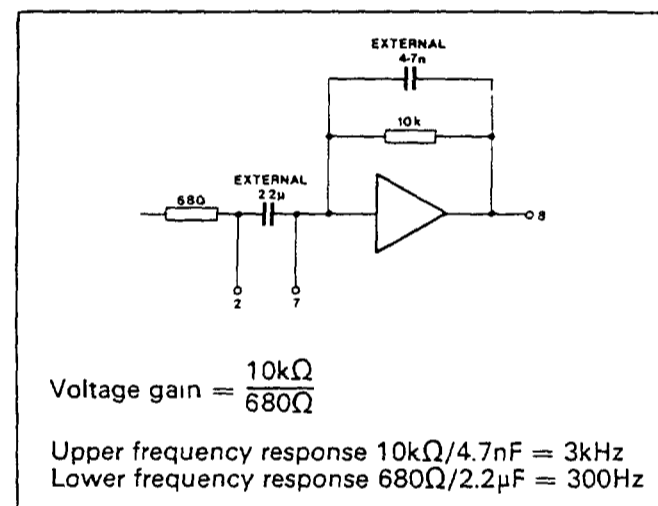 EXTERNAL
4·7n
10k
EXTERNAL
2 2µ
680
8
2
7
Voltage gain = 10kΩ
680Ω
Upper frequency response 10kΩ/4.7nF = 3kHz
Lower frequency response 680Ω/2.2µF = 300Hz